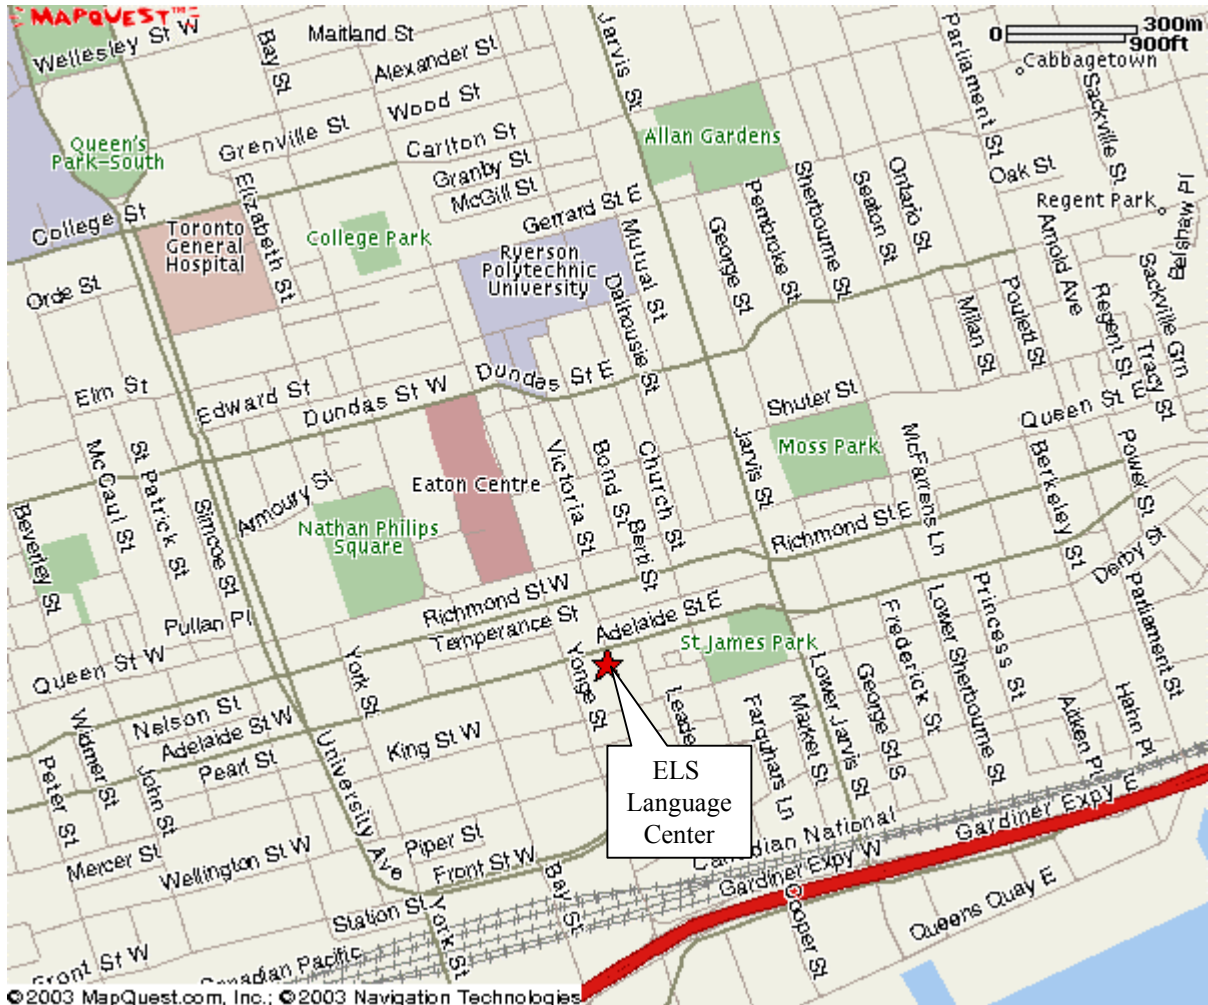 MAPQUEST™
Wellesley St W
Bay St
Maitland St
Alexander St
Jarvis St
Parliament St
0
300m
900ft
Cabbagetown
Sackville St
Wood St
Queen's
Park-South
Grenville St
Carlton St
Allan Gardens
Granby St
McGill St
Elizabeth St
Oak St
Regent Park
Belshaw Pl
College St
Toronto
General
Hospital
College Park
Gerrard St E
Ryerson
Polytechnic
University
Mutual St
Dalhousie St
George St
Pembroke St
Sherbourne St
Seaton St
Ontario St
Arnold Ave
Sackville Grn
Orde St
Milan St
Poulett St
Regent St
Tracy St
Elm St
Edward St
Dundas St W
Dundas St E
Shuter St
Queen St E
Moss Park
McCaul St
St Patrick St
Simcoe St
Armoury St
Eaton Centre
Victoria St
Bond St
Church St
Jarvis St
McFarrens Ln
Berkeley St
Power St
Beverley St
Nathan Philips
Square
Berti St
Richmond St E
Derby St
Pullan Pl
Richmond St W
Temperance St
Adelaide St E
St James Park
Frederick St
Lower Sherbourne St
Princess St
Parliament St
Queen St W
York St
Yonge St
Leade
Farquhars Ln
Market St
Lower Jarvis St
George St S
Aitken Pl
Hahn Pl
Nelson St
Adelaide St W
Pearl St
King St W
Widmer St
John St
Peter St
University Ave
ELS
Language
Center
Mercer St
Wellington St W
Piper St
Front St W
Bay St
Canadian National
Gardiner Expy E
Gardiner Expy W
Cooper St
Queens Quay E
Station St
York St
Front St W
Canadian Pacific
©2003 MapQuest.com, Inc.; ©2003 Navigation Technologies